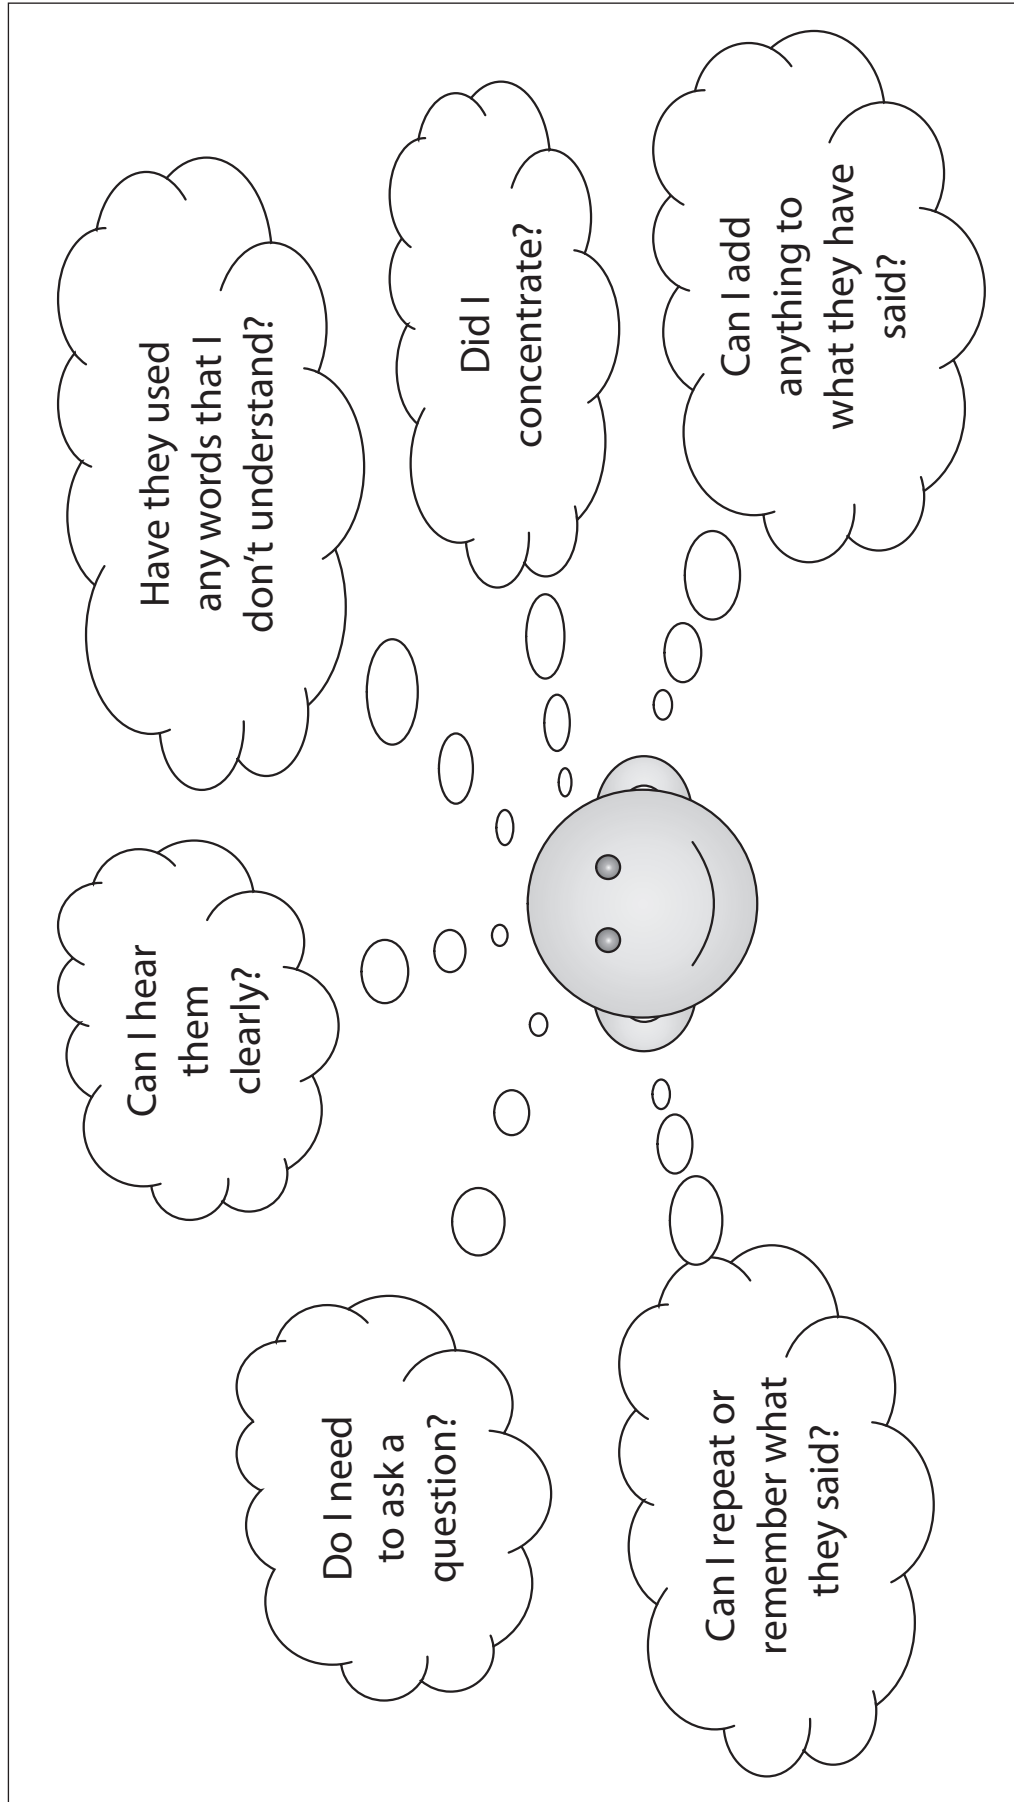 Do I need
to ask a
question?
Can I hear
them
clearly?
Have they used
any words that I
don't understand?
Did I
concentrate?
Can I repeat or
remember what
they said?
Can I add
anything to
what they have
said?